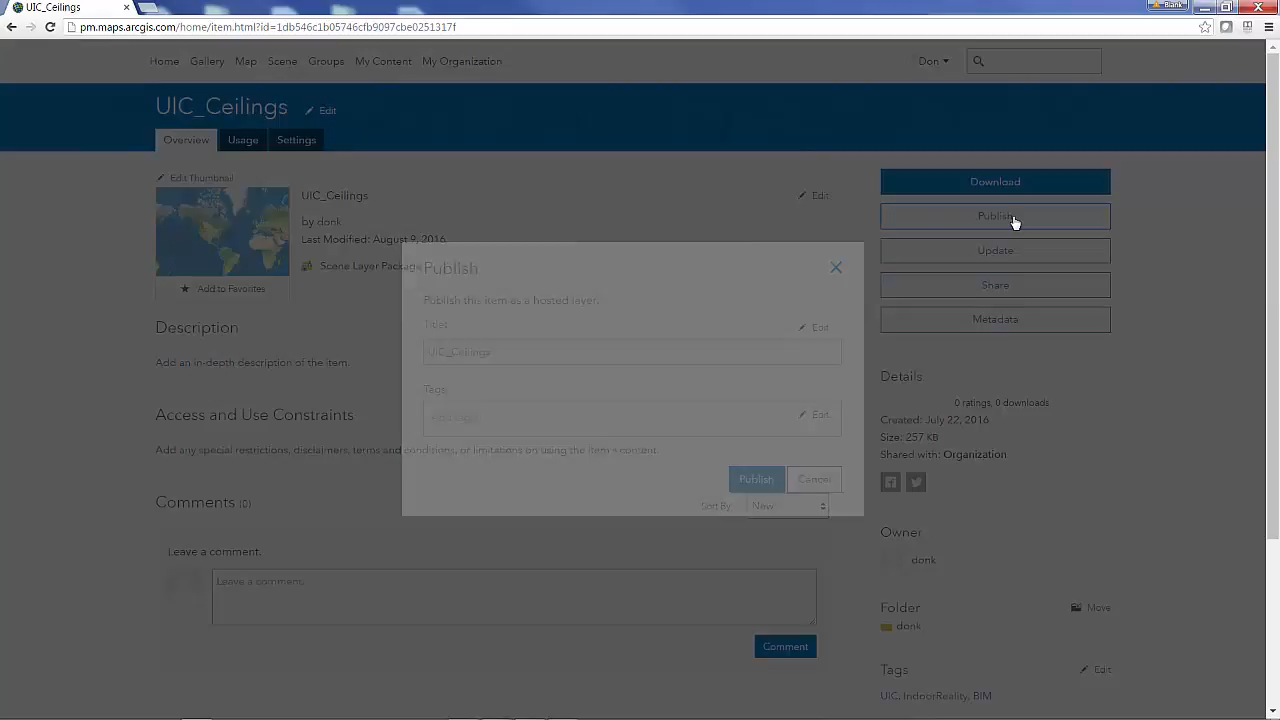 UIC_Ceilings
Blank
pm.maps.arcgis.com/home/item.html?id=1db546c1b05746cfb9097cbe0251317f
Home Gallery Map Scene Groups My Content My Organization Don
UIC_Ceilings Edit
Overview Usage Settings
Edit Thumbnail
UIC_Ceilings Edit
by donk
Last Modified: August 9, 2016
Scene Layer Package
Add to Favorites
Description
Add an in-depth description of the item.
Access and Use Constraints
Add any special restrictions, disclaimers, terms and conditions, or limitations on using the item's content.
Comments (0)
Sort By: New
Leave a comment.
Leave a comment.
Comment
Publish
Publish this item as a hosted layer.
Title: Edit
UIC_Ceilings
Tags: Edit
Publish Cancel
Download
Publish
Update
Share
Metadata
Details
0 ratings, 0 downloads
Created: July 22, 2016
Size: 257 KB
Shared with: Organization
Owner
donk
Folder Move
donk
Tags Edit
UIC, IndoorReality, BIM